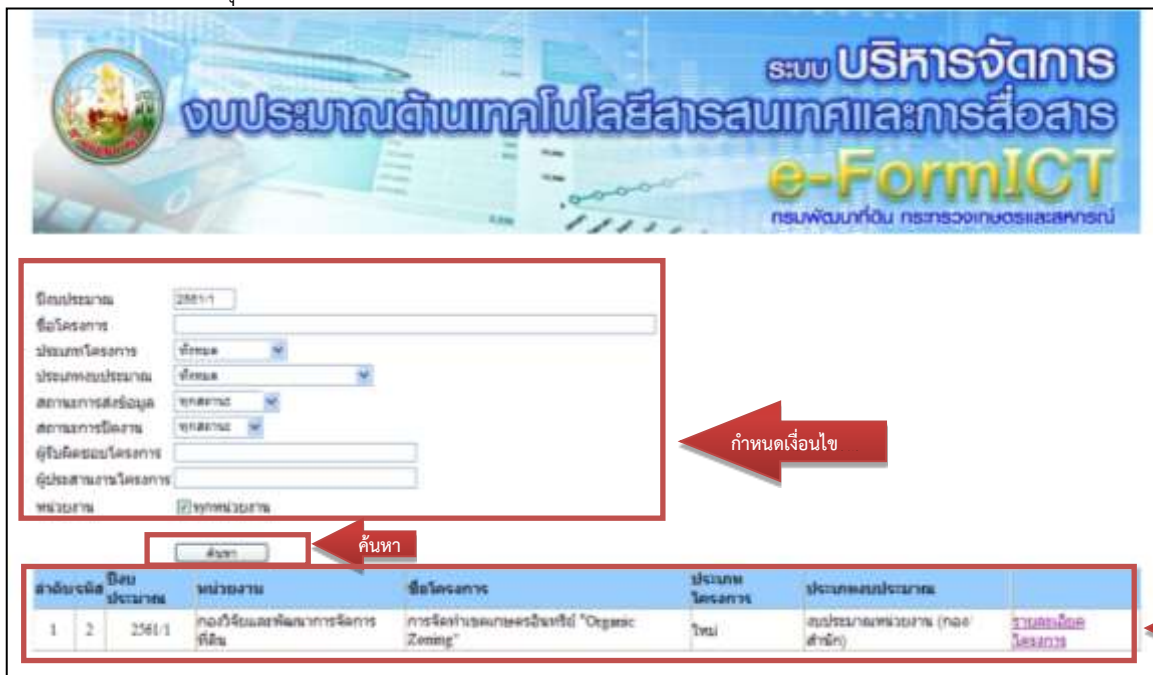 ระบบ บริหารจัดการ
งบประมาณด้านเทคโนโลยีสารสนเทศและการสื่อสาร
e-FormICT
กรมพัฒนาที่ดิน กระทรวงเกษตรและสหกรณ์
ปีงบประมาณ 2561/1
ชื่อโครงการ
ประเภทโครงการ ทั้งหมด
ประเภทงบประมาณ ทั้งหมด
สถานะการส่งข้อมูล ทุกสถานะ
สถานะการปิดงาน ทุกสถานะ
กำหนดเงื่อนไข
ผู้รับผิดชอบโครงการ
ผู้ประสานงานโครงการ
หน่วยงาน ทุกหน่วยงาน
ค้นหา ค้นหา
ลำดับ รหัส ปีงบประมาณ หน่วยงาน ชื่อโครงการ ประเภทโครงการ ประเภทงบประมาณ
1 2 2561/1 กองวิจัยและพัฒนาการจัดการ การจัดทำเขตเกษตรอินทรีย์ "Organic ใหม่ งบประมาณหน่วยงาน (กอง/ รายละเอียด
ที่ดิน Zoning" สำนัก) โครงการ